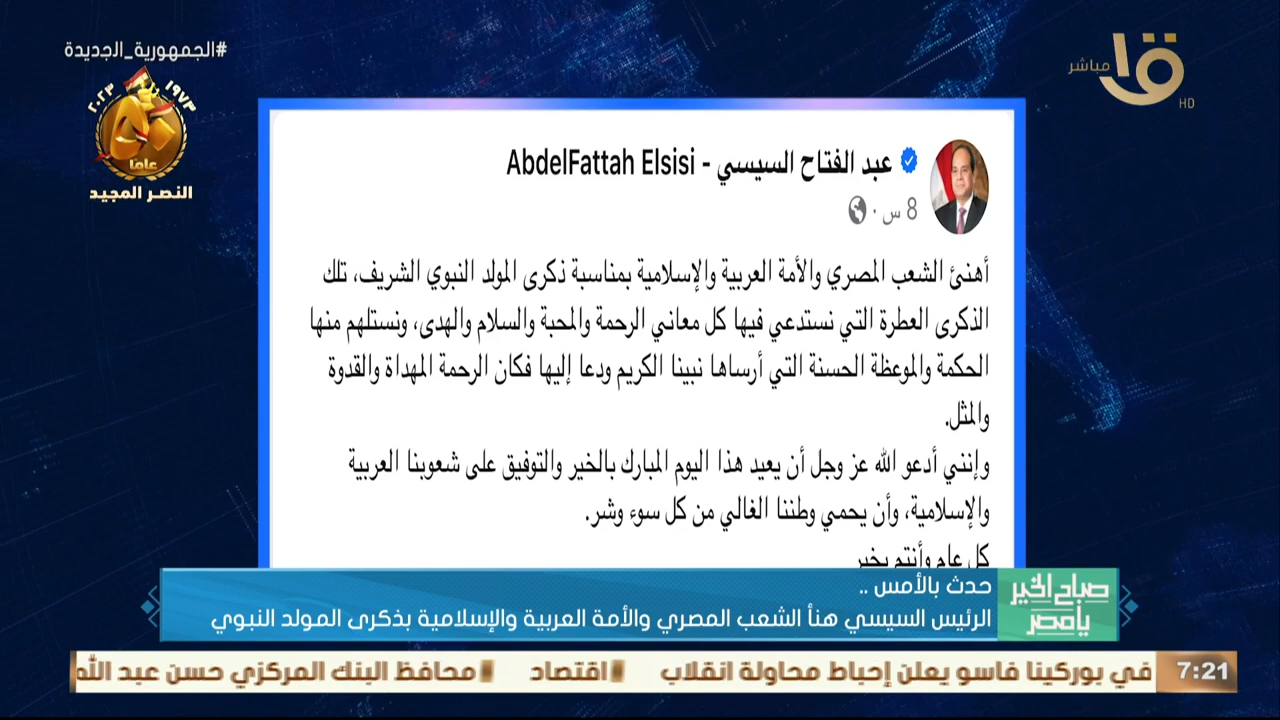 #الجمهورية_الجديدة
١٩٧٣
٢٠٢٣
عامًا
النصر المجيد
مباشر
HD
عبد الفتاح السيسي - AbdelFattah Elsisi
8 س ·
أهنئ الشعب المصري والأمة العربية والإسلامية بمناسبة ذكرى المولد النبوي الشريف، تلك
الذكرى العطرة التي نستدعي فيها كل معاني الرحمة والمحبة والسلام والهدى، ونستلهم منها
الحكمة والموعظة الحسنة التي أرساها نبينا الكريم ودعا إليها فكان الرحمة المهداة والقدوة
والمثل.
وإنني أدعو الله عز وجل أن يعيد هذا اليوم المبارك بالخير والتوفيق على شعوبنا العربية
والإسلامية، وأن يحمي وطننا الغالي من كل سوء وشر.
كل عام وأنتم بخير
صباح الخير
يا مصر
حدث بالأمس ..
الرئيس السيسي هنأ الشعب المصري والأمة العربية والإسلامية بذكرى المولد النبوي
7:21
في بوركينا فاسو يعلن إحباط محاولة انقلاب
اقتصاد
محافظ البنك المركزي حسن عبد الله